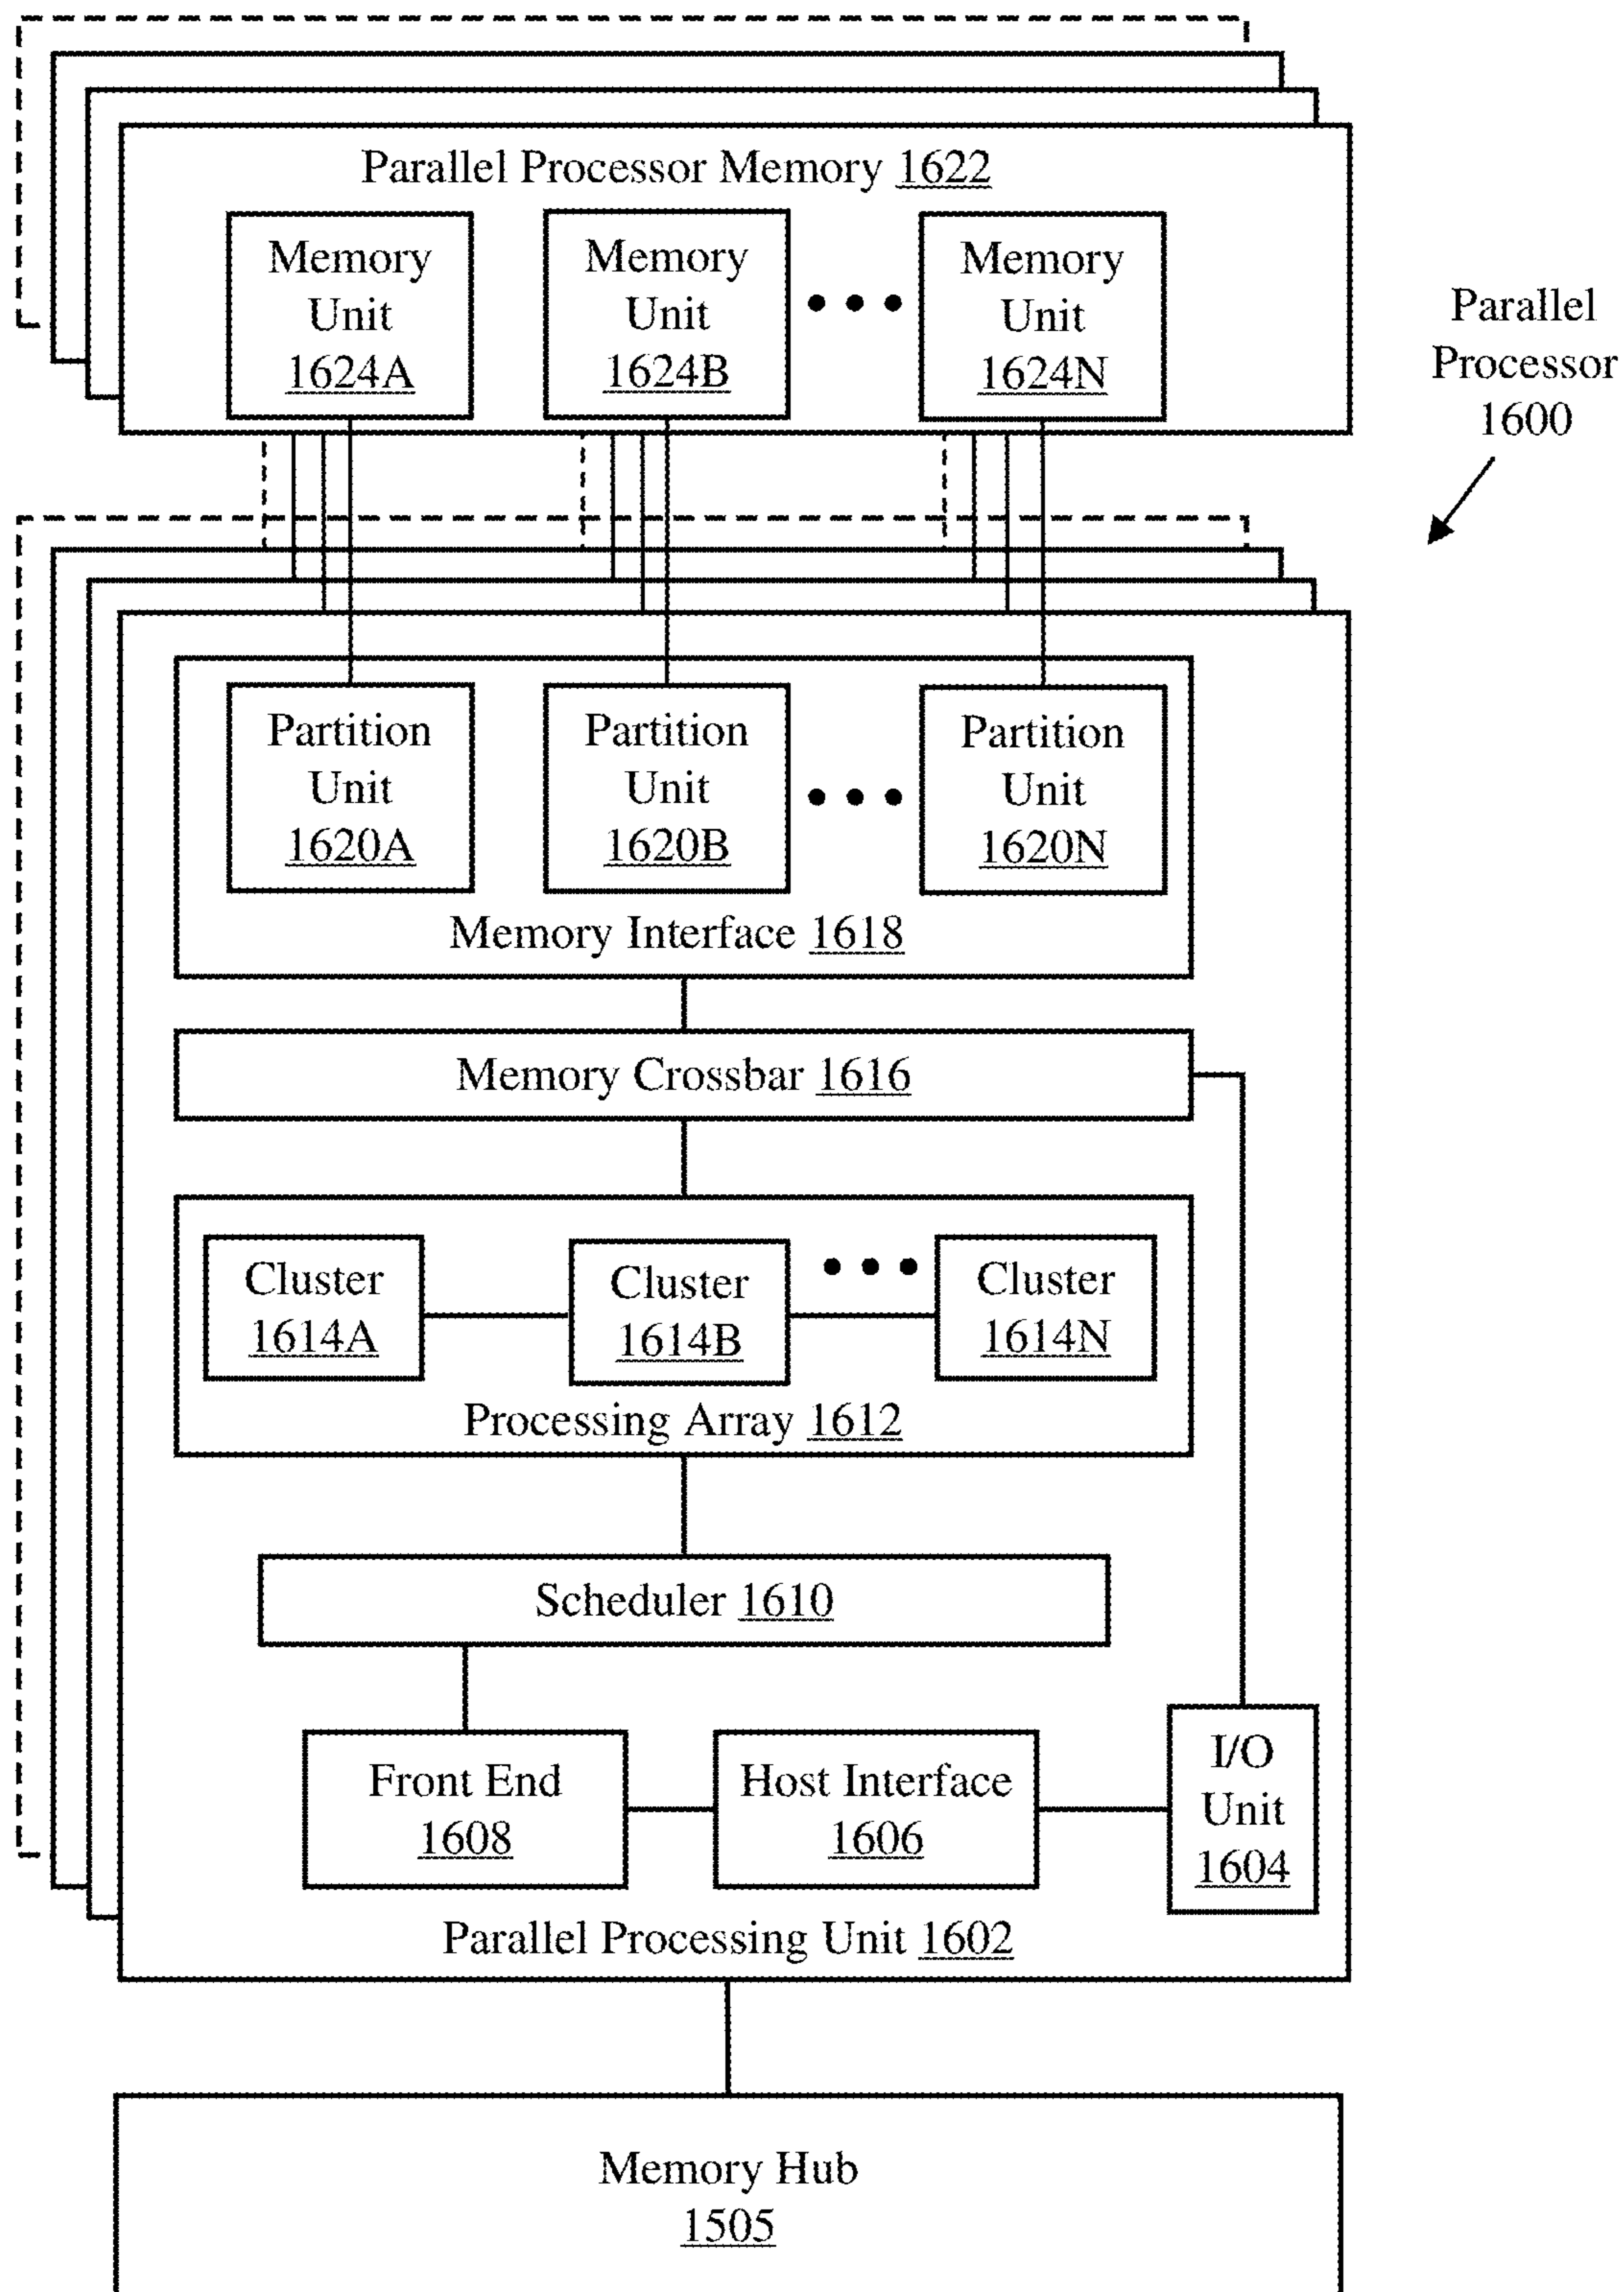 Parallel Processor Memory 1622
Memory
Unit
1624A
Memory
Unit
1624B
Memory
Unit
1624N
Parallel
Processor
1600
Partition
Unit
1620A
Partition
Unit
1620B
Partition
Unit
1620N
Memory Interface 1618
Memory Crossbar 1616
Cluster
1614A
Cluster
1614B
Cluster
1614N
Processing Array 1612
Scheduler 1610
Front End
1608
Host Interface
1606
I/O
Unit
1604
Parallel Processing Unit 1602
Memory Hub
1505